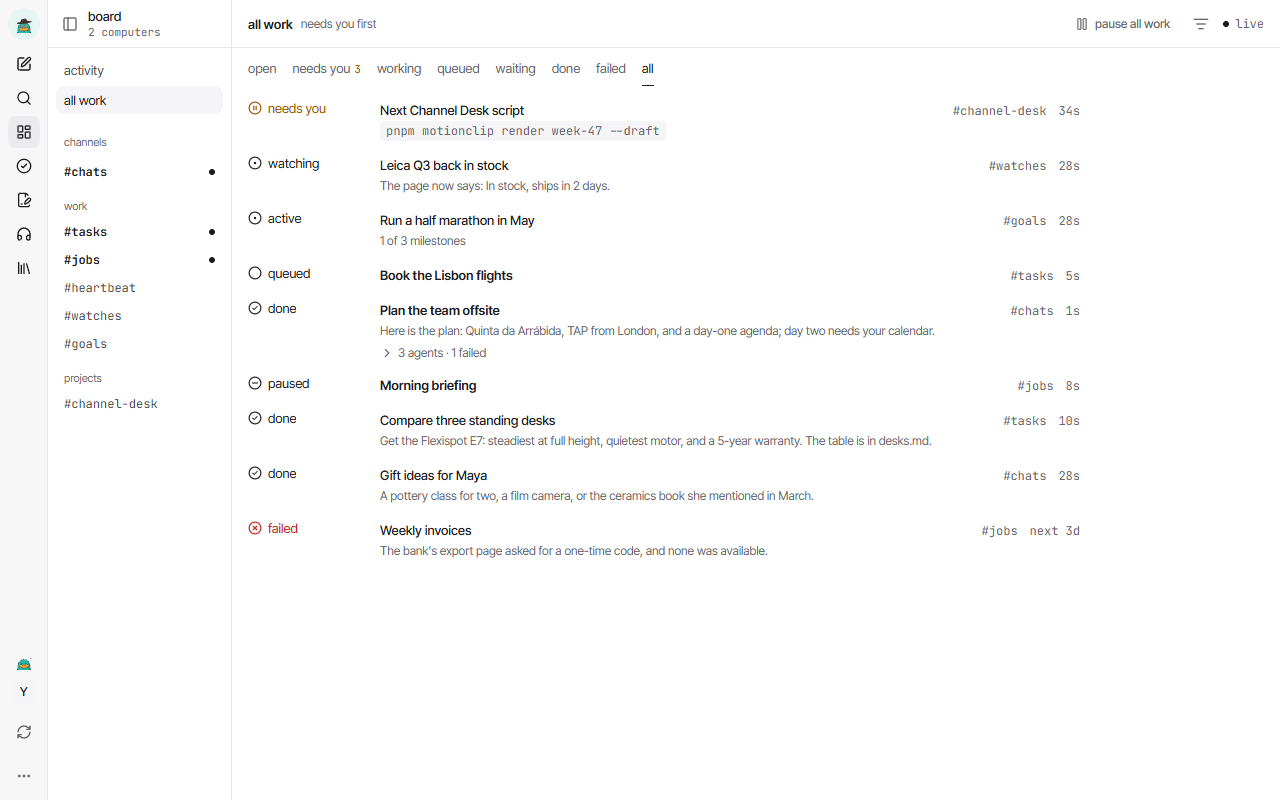 board
2 computers
all work needs you first
pause all work
live
activity
all work
channels
#chats
work
#tasks
#jobs
#heartbeat
#watches
#goals
projects
#channel-desk
Y
open needs you 3 working queued waiting done failed all
needs you Next Channel Desk script #channel-desk 34s
pnpm motionclip render week-47 --draft
watching Leica Q3 back in stock #watches 28s
The page now says: In stock, ships in 2 days.
active Run a half marathon in May #goals 28s
1 of 3 milestones
queued Book the Lisbon flights #tasks 5s
done Plan the team offsite #chats 1s
Here is the plan: Quinta da Arrábida, TAP from London, and a day-one agenda; day two needs your calendar.
3 agents · 1 failed
paused Morning briefing #jobs 8s
done Compare three standing desks #tasks 10s
Get the Flexispot E7: steadiest at full height, quietest motor, and a 5-year warranty. The table is in desks.md.
done Gift ideas for Maya #chats 28s
A pottery class for two, a film camera, or the ceramics book she mentioned in March.
failed Weekly invoices #jobs next 3d
The bank's export page asked for a one-time code, and none was available.